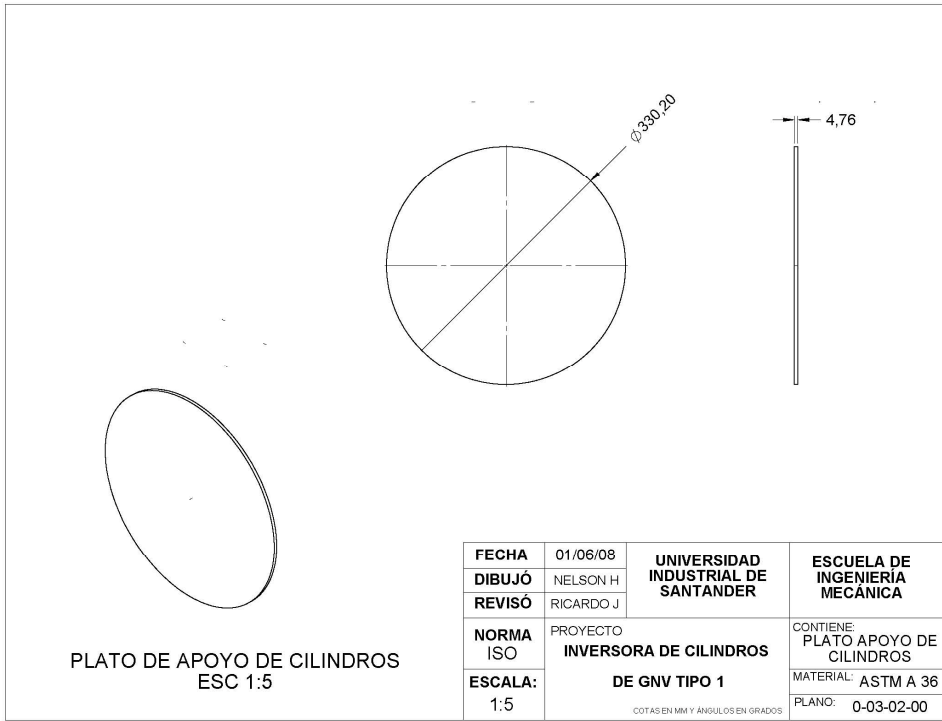 Ø330,20
4,76
PLATO DE APOYO DE CILINDROS
ESC 1:5
FECHA 01/06/08
DIBUJÓ NELSON H
REVISÓ RICARDO J
UNIVERSIDAD
INDUSTRIAL DE
SANTANDER
ESCUELA DE
INGENIERÍA
MECÁNICA
NORMA
ISO
PROYECTO
INVERSORA DE CILINDROS
DE GNV TIPO 1
COTAS EN MM Y ÁNGULOS EN GRADOS
CONTIENE:
PLATO APOYO DE
CILINDROS
ESCALA:
1:5
MATERIAL: ASTM A 36
PLANO: 0-03-02-00